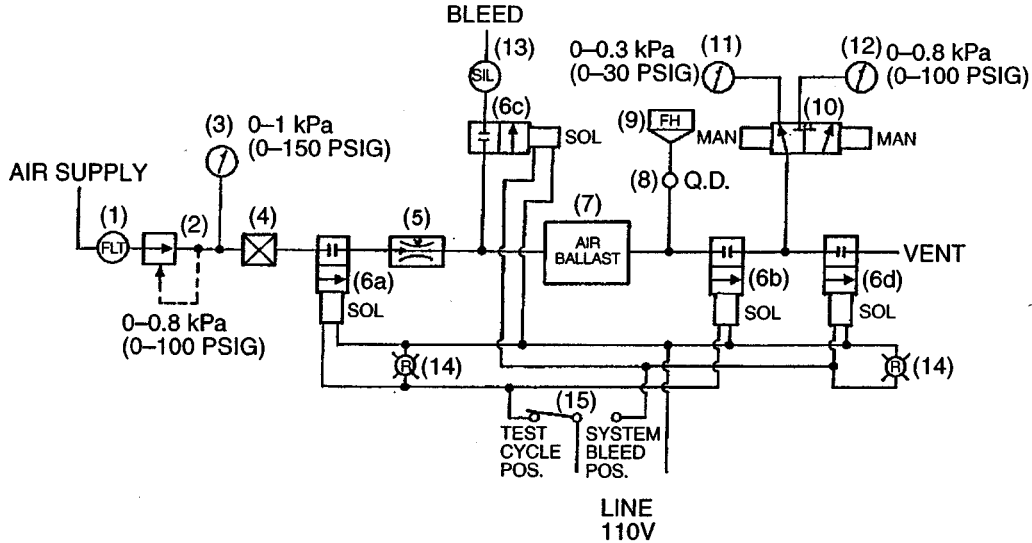 BLEED
(13)
SIL
(6c)
SOL
0–0.3 kPa
(0–30 PSIG)
(11)
(12)
0–0.8 kPa
(0–100 PSIG)
(10)
MAN
MAN
(9)
FH
(8)
Q.D.
(3)
0–1 kPa
(0–150 PSIG)
AIR SUPPLY
(1)
FLT
(2)
(4)
(5)
(7)
AIR
BALLAST
(6a)
SOL
(6b)
SOL
(6d)
SOL
VENT
0–0.8 kPa
(0–100 PSIG)
R
(14)
R
(14)
(15)
TEST
CYCLE
POS.
SYSTEM
BLEED
POS.
LINE
110V